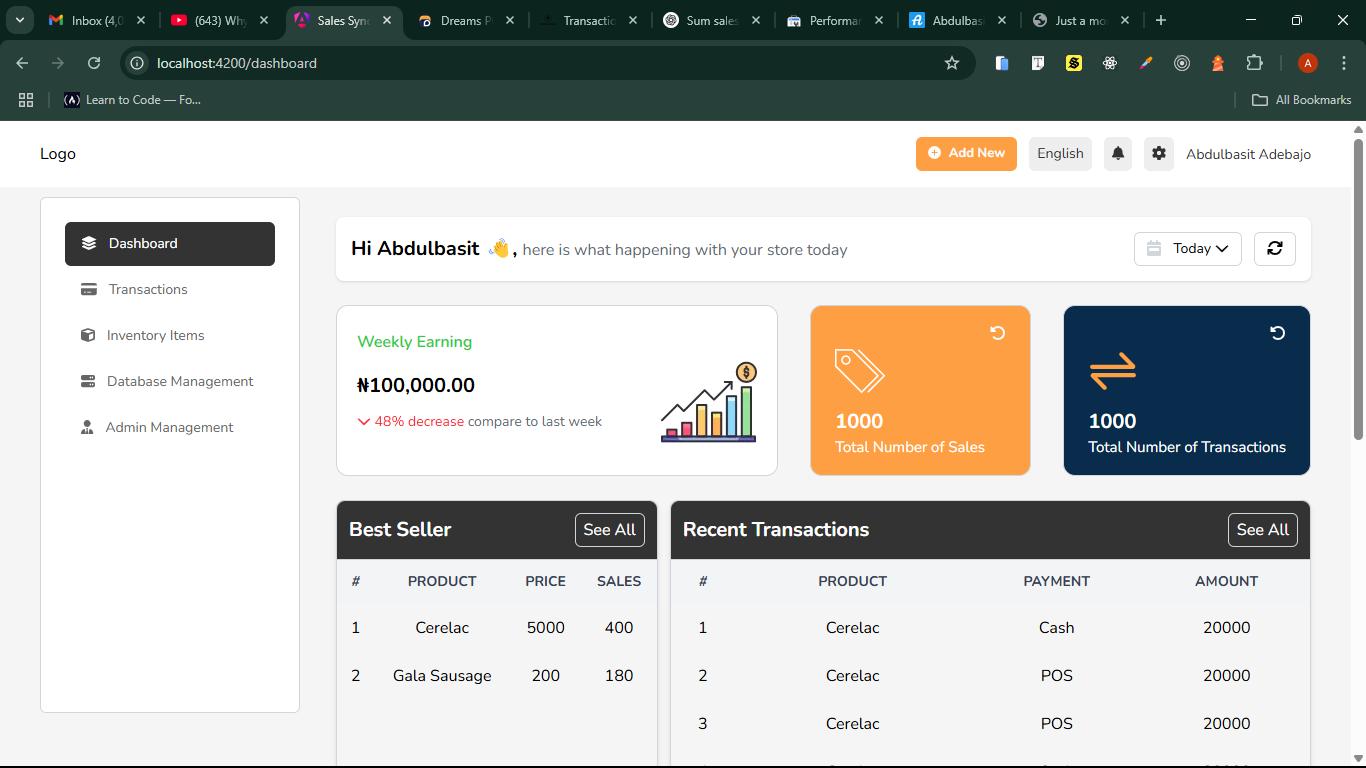 Inbox (4,0
(643) Why
Sales Syn
Dreams P
Transactio
Sum sales
Performan
Abdulbas
Just a mo
localhost:4200/dashboard
A
Learn to Code — Fo...
All Bookmarks
Logo
Add New
English
Abdulbasit Adebajo
Dashboard
Transactions
Inventory Items
Database Management
Admin Management
Hi Abdulbasit 👋, here is what happening with your store today
Today
Weekly Earning
₦100,000.00
48% decrease compare to last week
1000
Total Number of Sales
1000
Total Number of Transactions
Best Seller
See All
# PRODUCT PRICE SALES
1 Cerelac 5000 400
2 Gala Sausage 200 180
Recent Transactions
See All
# PRODUCT PAYMENT AMOUNT
1 Cerelac Cash 20000
2 Cerelac POS 20000
3 Cerelac POS 20000